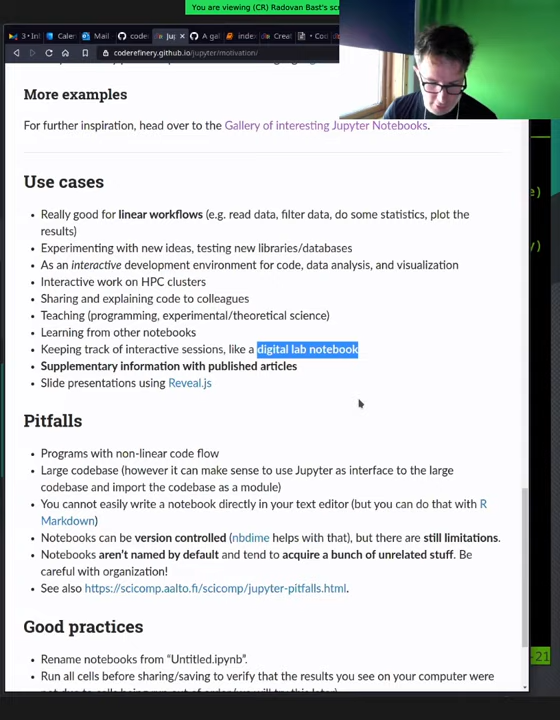 You are viewing (CR) Radovan Bast's scr
Mail
index
coderefinery.github.io/jupyter/motivation/
More examples
For further inspiration, head over to the Gallery of interesting Jupyter Notebooks.
Use cases
• Really good for linear workflows (e.g. read data, filter data, do some statistics, plot the
results)
• Experimenting with new ideas, testing new libraries/databases
• As an interactive development environment for code, data analysis, and visualization
• Interactive work on HPC clusters
• Sharing and explaining code to colleagues
• Teaching (programming, experimental/theoretical science)
• Learning from other notebooks
• Keeping track of interactive sessions, like a digital lab notebook
• Supplementary information with published articles
• Slide presentations using Reveal.js
Pitfalls
• Programs with non-linear code flow
• Large codebase (however it can make sense to use Jupyter as interface to the large
codebase and import the codebase as a module)
• You cannot easily write a notebook directly in your text editor (but you can do that with R
Markdown)
• Notebooks can be version controlled (nbdime helps with that), but there are still limitations.
• Notebooks aren't named by default and tend to acquire a bunch of unrelated stuff. Be
careful with organization!
• See also https://scicomp.aalto.fi/scicomp/jupyter-pitfalls.html.
Good practices
• Rename notebooks from "Untitled.ipynb".
• Run all cells before sharing/saving to verify that the results you see on your computer were
-21